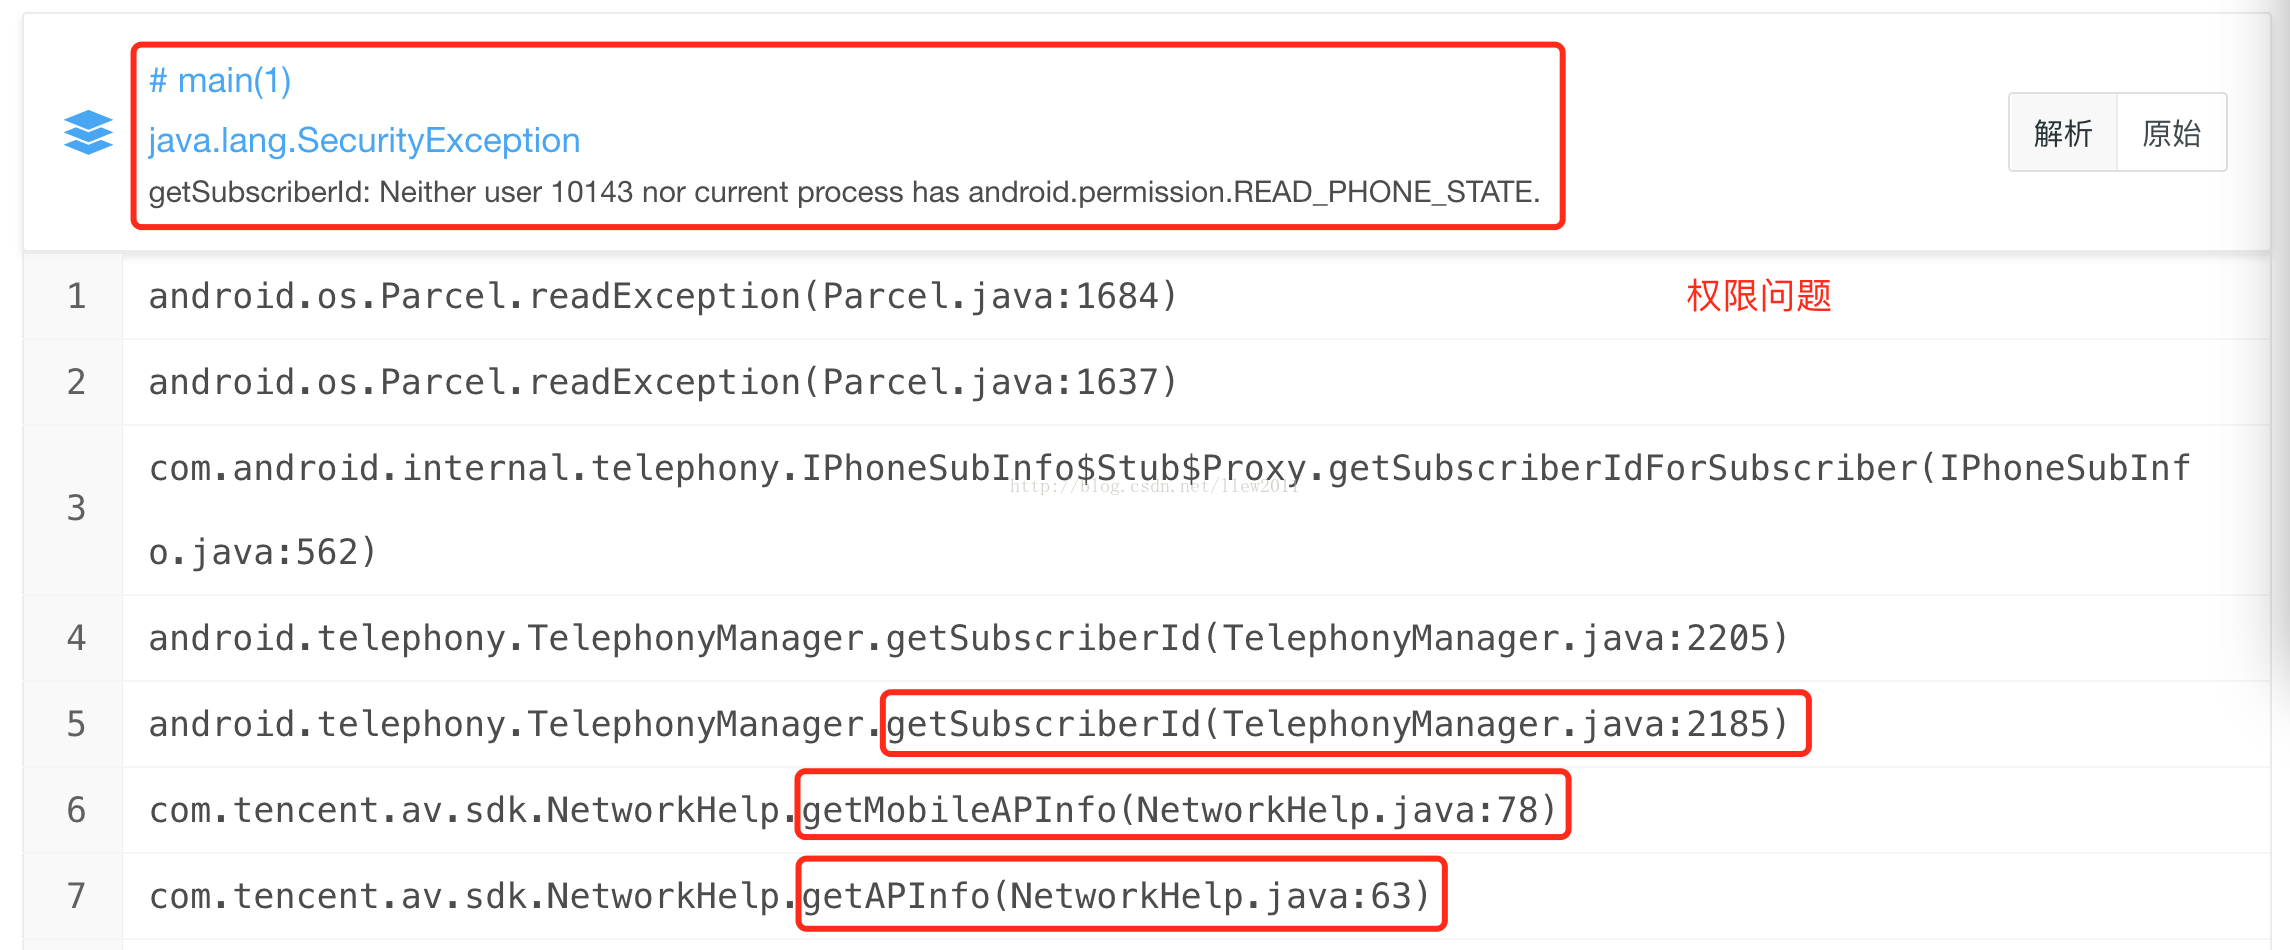 # main(1)
java.lang.SecurityException
getSubscriberId: Neither user 10143 nor current process has android.permission.READ_PHONE_STATE.
解析 原始
1 android.os.Parcel.readException(Parcel.java:1684)
权限问题
2 android.os.Parcel.readException(Parcel.java:1637)
3 com.android.internal.telephony.IPhoneSubInfo$Stub$Proxy.getSubscriberIdForSubscriber(IPhoneSubInf
o.java:562)
http://blog.csdn.net/llew2011
4 android.telephony.TelephonyManager.getSubscriberId(TelephonyManager.java:2205)
5 android.telephony.TelephonyManager.getSubscriberId(TelephonyManager.java:2185)
6 com.tencent.av.sdk.NetworkHelp.getMobileAPInfo(NetworkHelp.java:78)
7 com.tencent.av.sdk.NetworkHelp.getAPInfo(NetworkHelp.java:63)